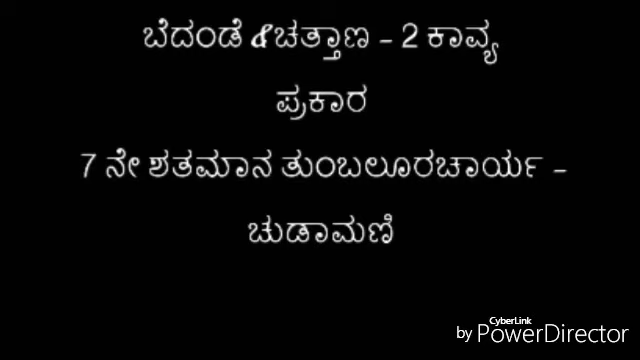 ಬೆದಂಡೆ & ಚತ್ತಾಣ - 2 ಕಾವ್ಯ
ಪ್ರಕಾರ
7 ನೇ ಶತಮಾನ ತುಂಬಲೂರಚಾರ್ಯ -
ಚುಡಾಮಣಿ
CyberLink
by PowerDirector